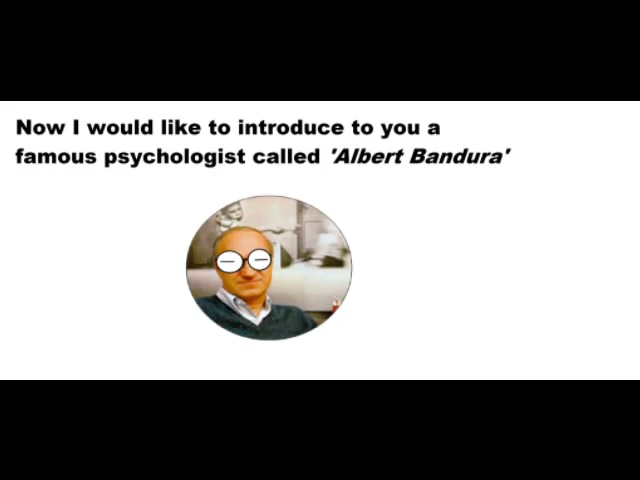 Now I would like to introduce to you a
famous psychologist called 'Albert Bandura'